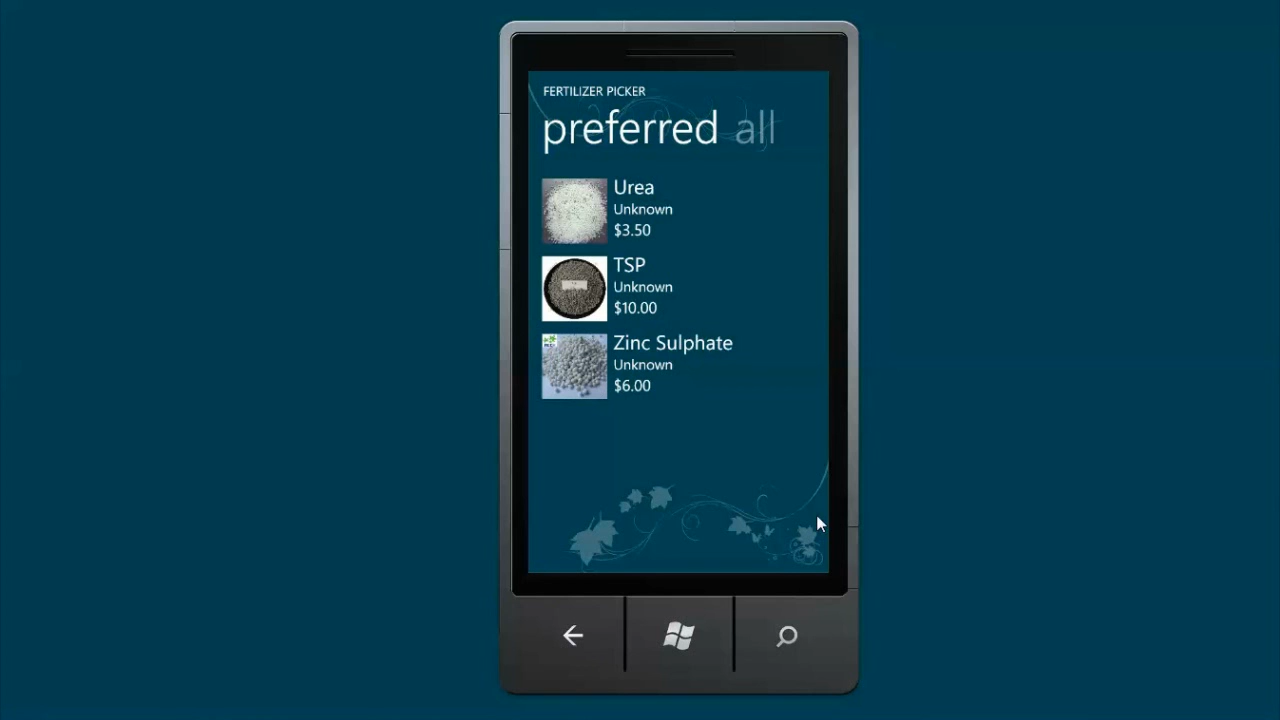 FERTILIZER PICKER
preferred all
Urea
Unknown
$3.50
TSP
Unknown
$10.00
Zinc Sulphate
Unknown
$6.00